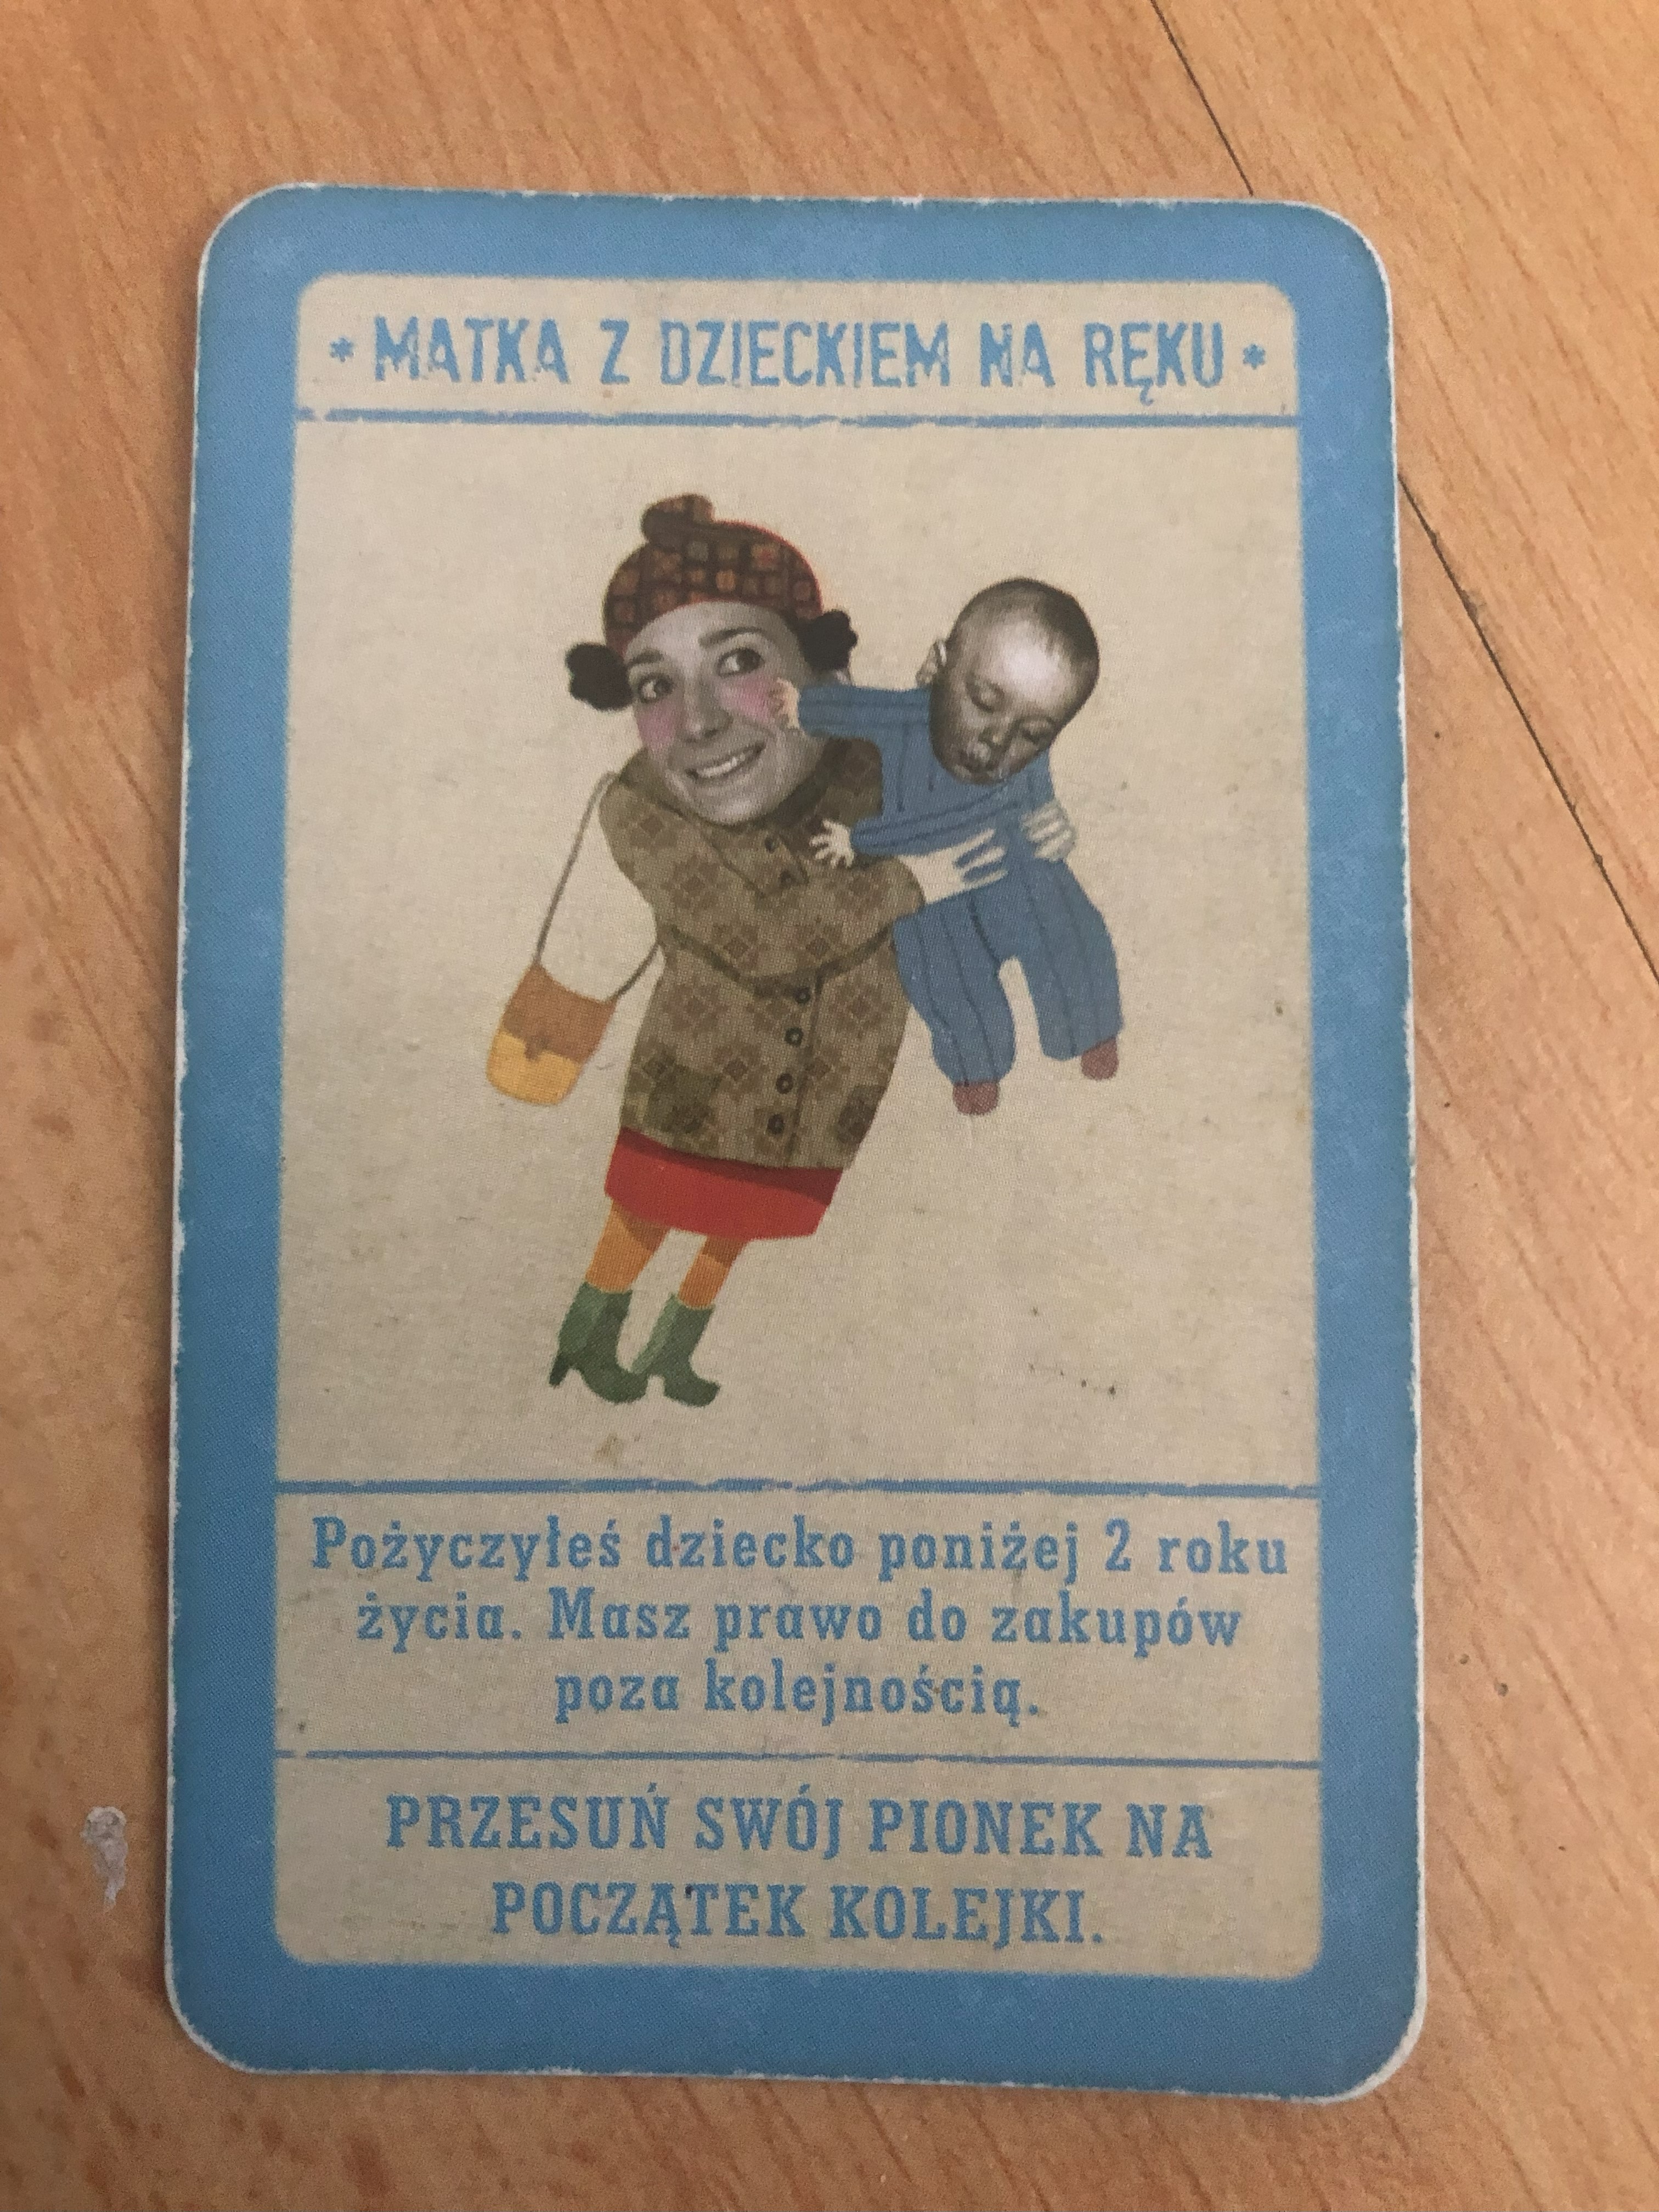 * MATKA Z DZIECKIEM NA RĘKU *
Pożyczyłeś dziecko poniżej 2 roku
życia. Masz prawo do zakupów
poza kolejnością.
PRZESUŃ SWÓJ PIONEK NA
POCZĄTEK KOLEJKI.